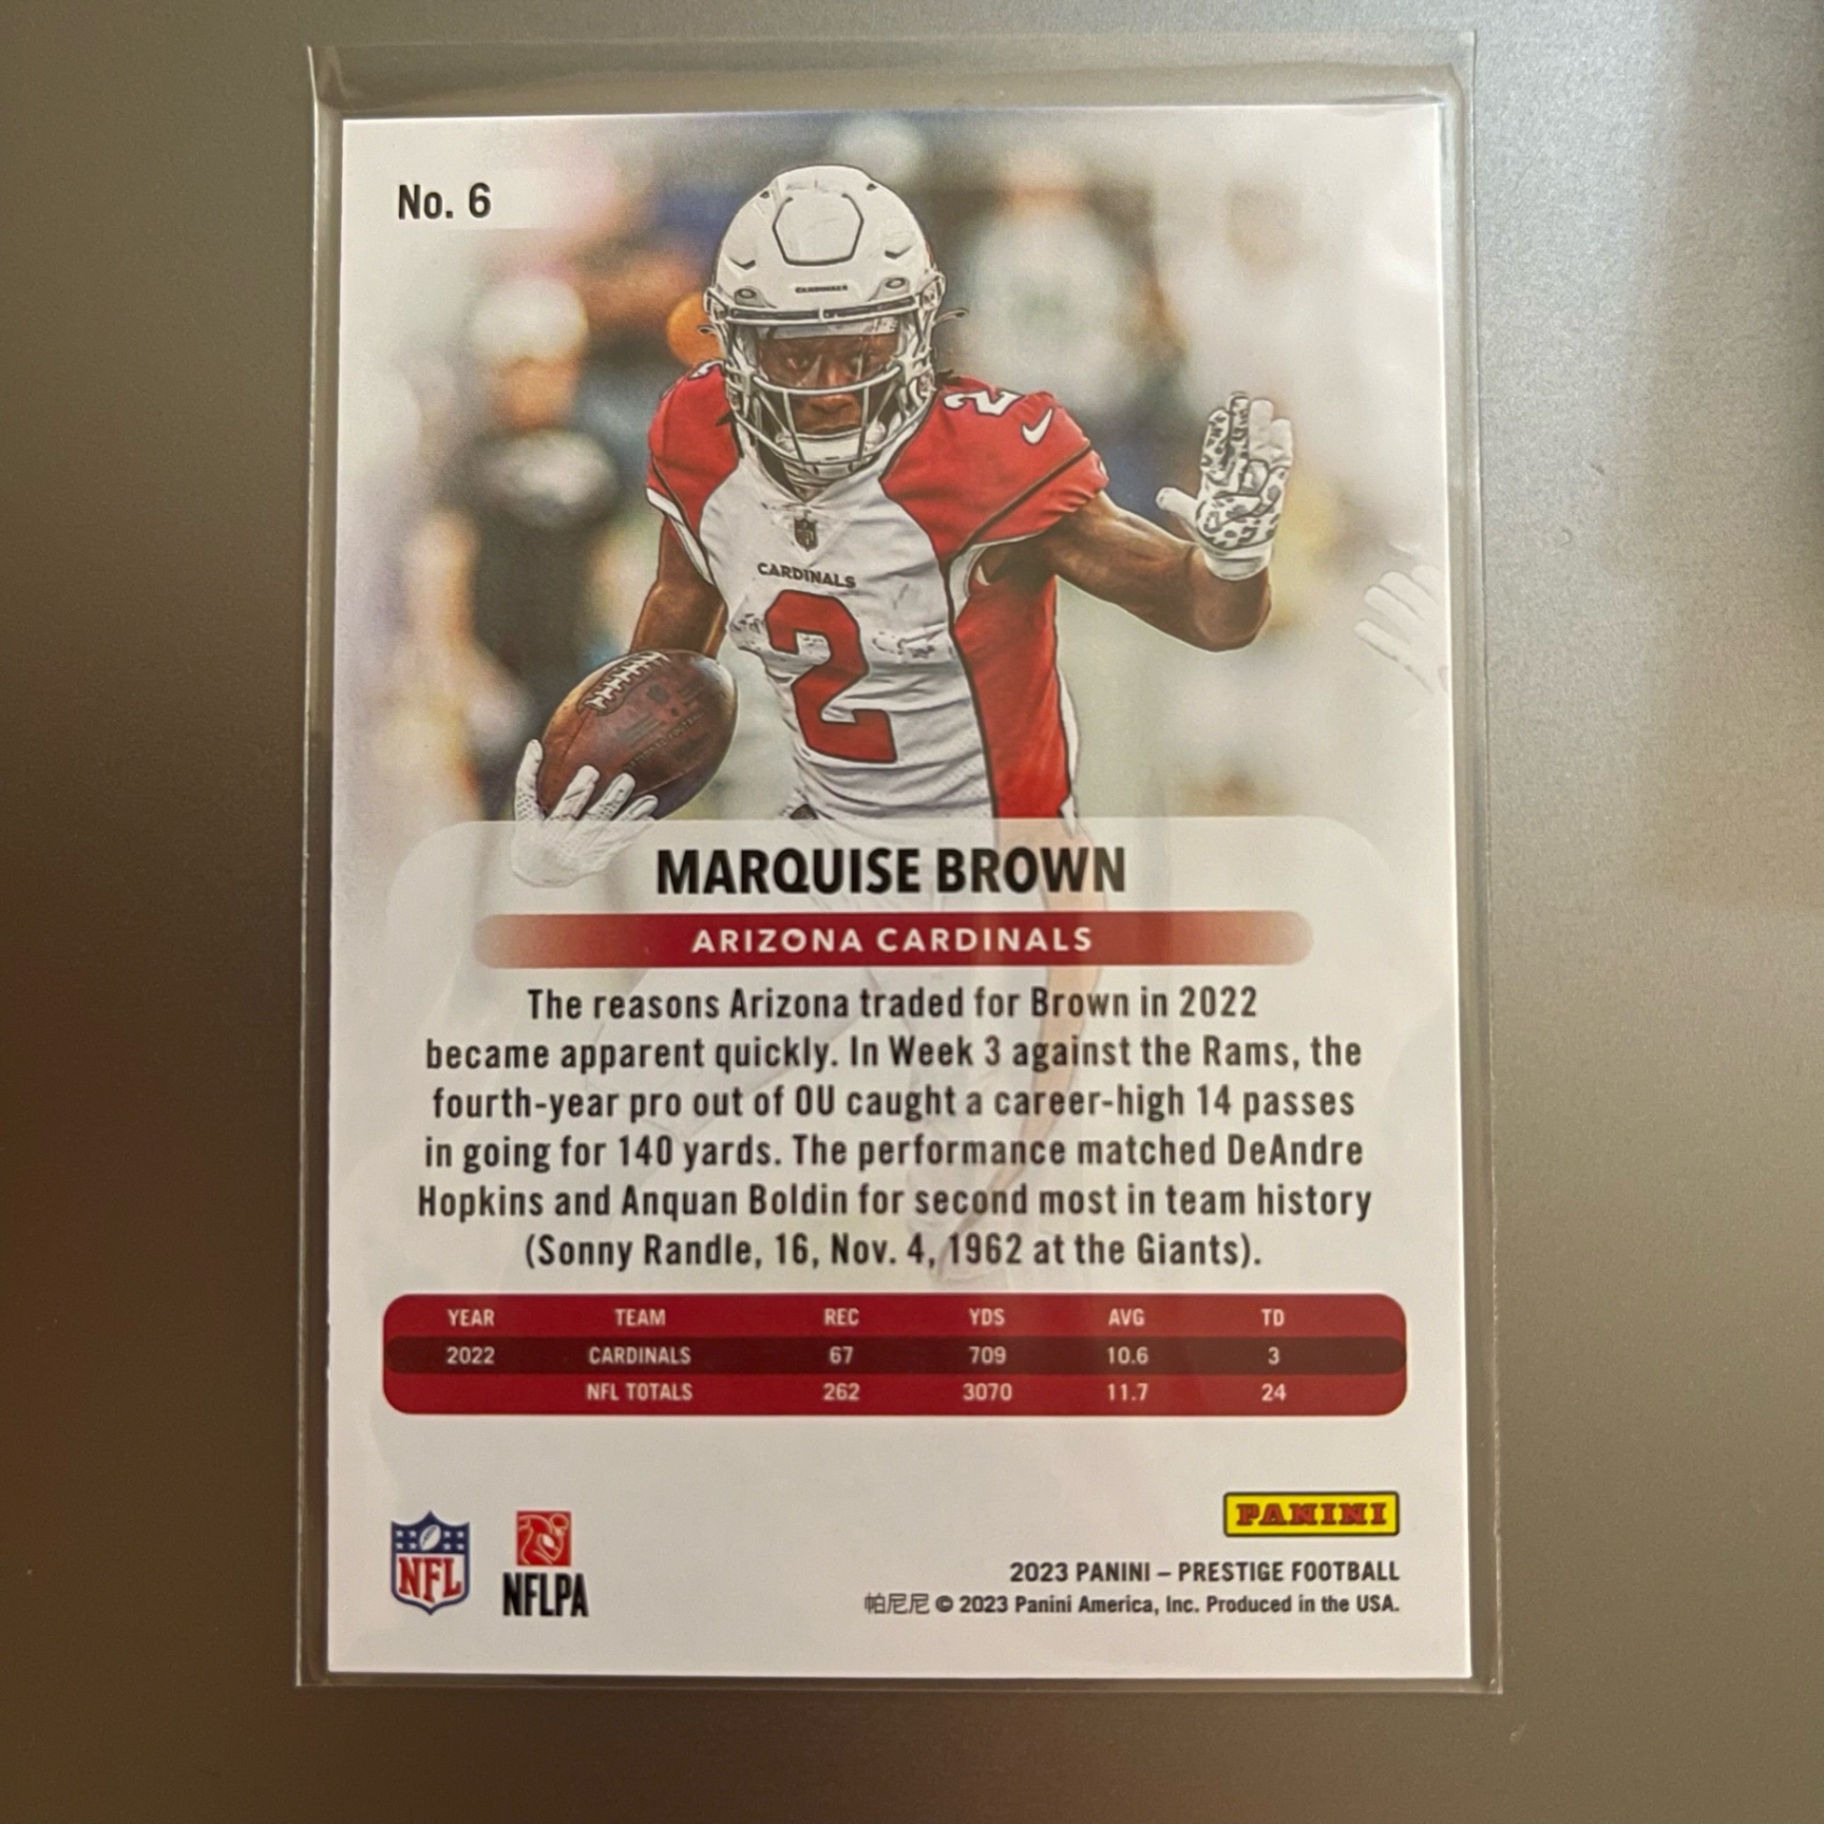 No. 6
CARDINALS
2
CARDINALS
2
MARQUISE BROWN
ARIZONA CARDINALS
The reasons Arizona traded for Brown in 2022
became apparent quickly. In Week 3 against the Rams, the
fourth-year pro out of OU caught a career-high 14 passes
in going for 140 yards. The performance matched DeAndre
Hopkins and Anquan Boldin for second most in team history
(Sonny Randle, 16, Nov. 4, 1962 at the Giants).
YEAR TEAM REC YDS AVG TD
2022 CARDINALS 67 709 10.6 3
NFL TOTALS 262 3070 11.7 24
PANINI
NFL NFLPA
2023 PANINI – PRESTIGE FOOTBALL
帕尼尼 © 2023 Panini America, Inc. Produced in the USA.